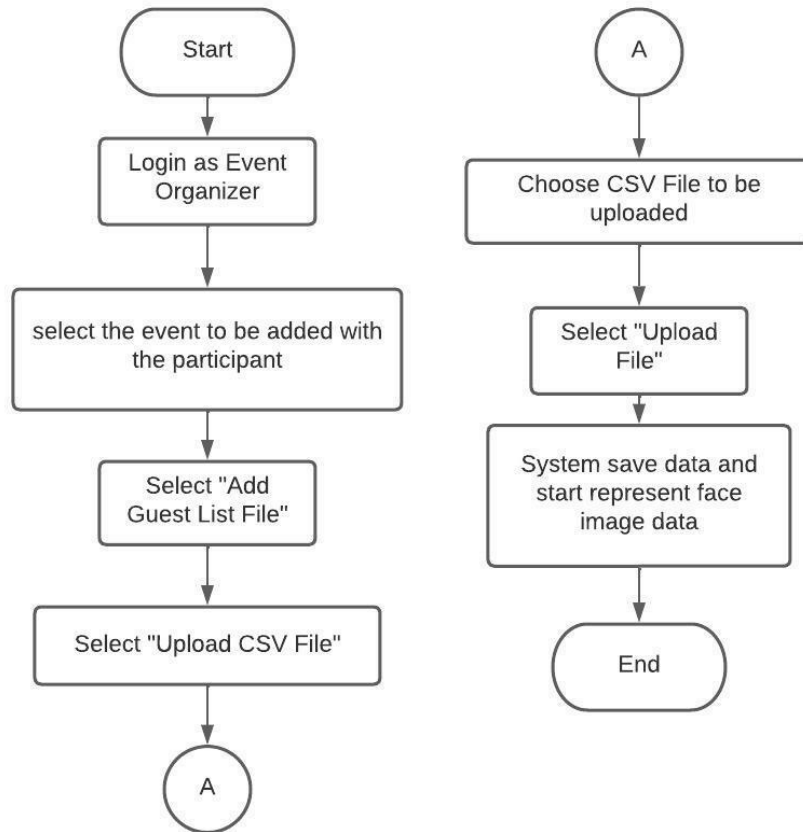 Start
Login as Event
Organizer
select the event to be added with
the participant
Select "Add
Guest List File"
Select "Upload CSV File"
A
A
Choose CSV File to be
uploaded
Select "Upload
File"
System save data and
start represent face
image data
End